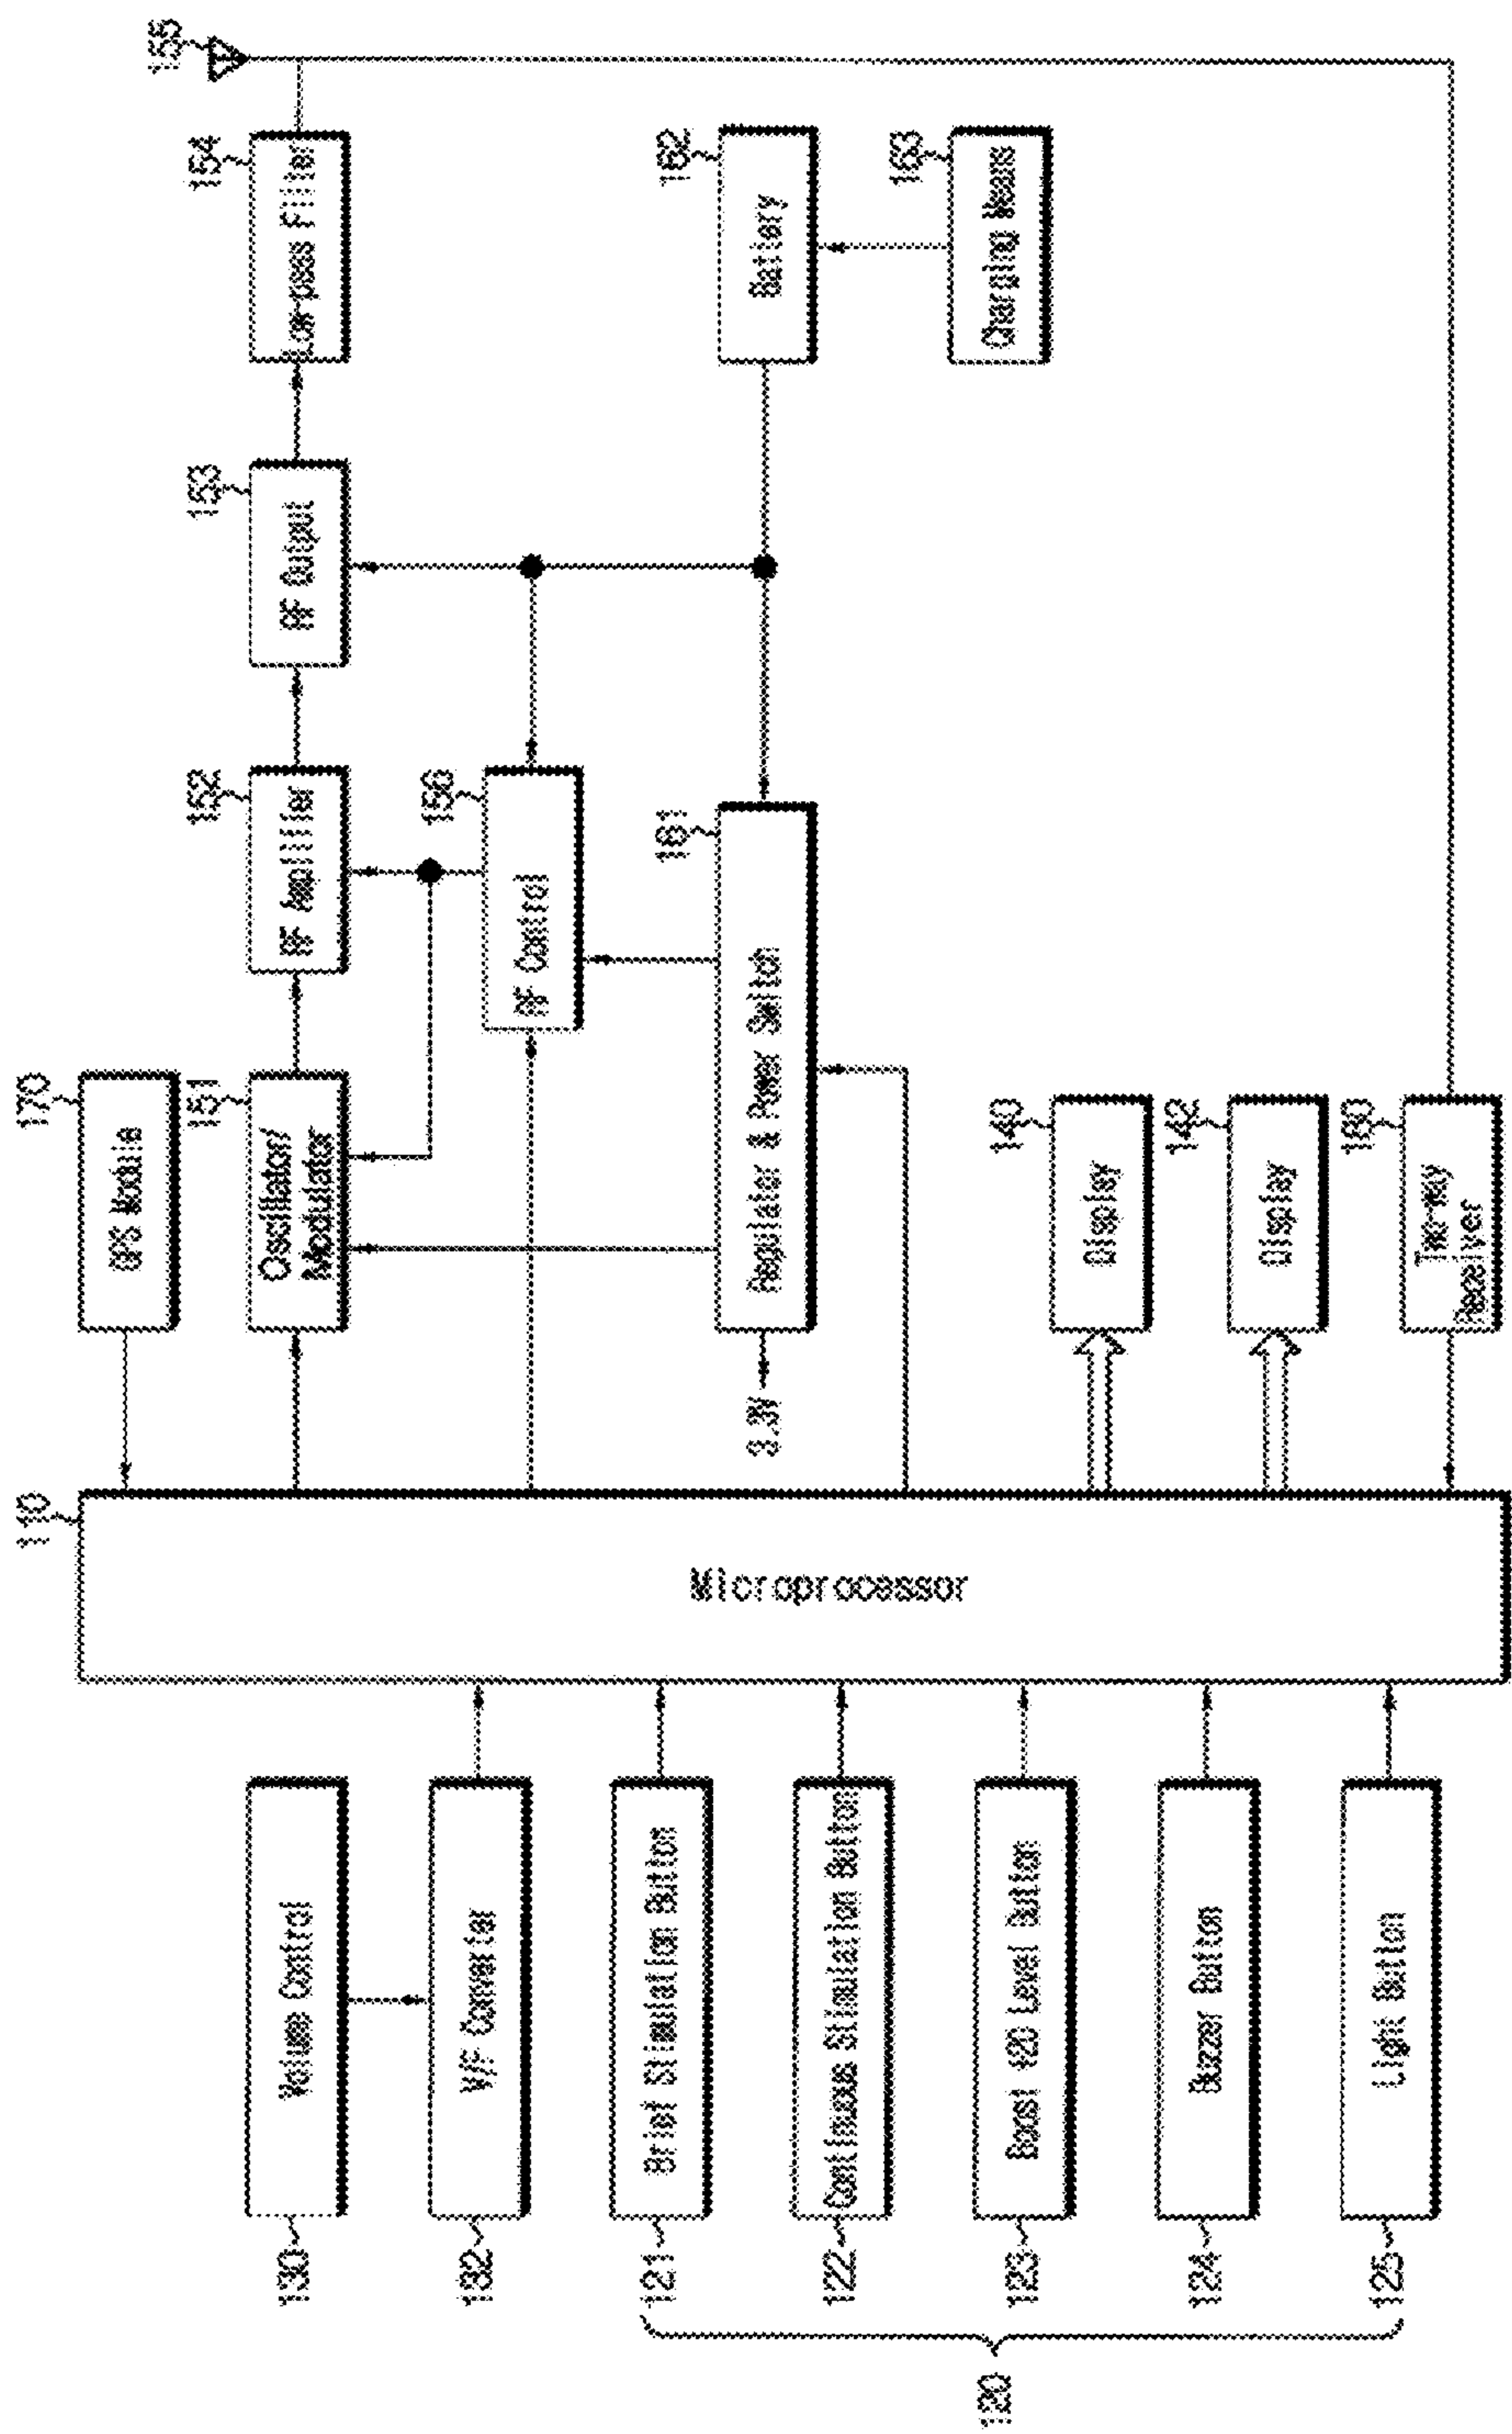 110
Microprocessor
170
GPS Module
130
Volume Control
132
V/F Converter
120
121
Brief Stimulation Button
122
Continuous Stimulation Button
123
Boost +20 Level Button
124
Buzzer Button
125
Light Button
151
Oscillator/
Modulator
152
RF Amplifier
153
RF Output
154
Low-pass Filter
155
156
RF Control
161
Regulator & Power Switch
3.3V
162
Battery
163
Charging Means
140
Display
142
Display
180
Two-way
Receiver